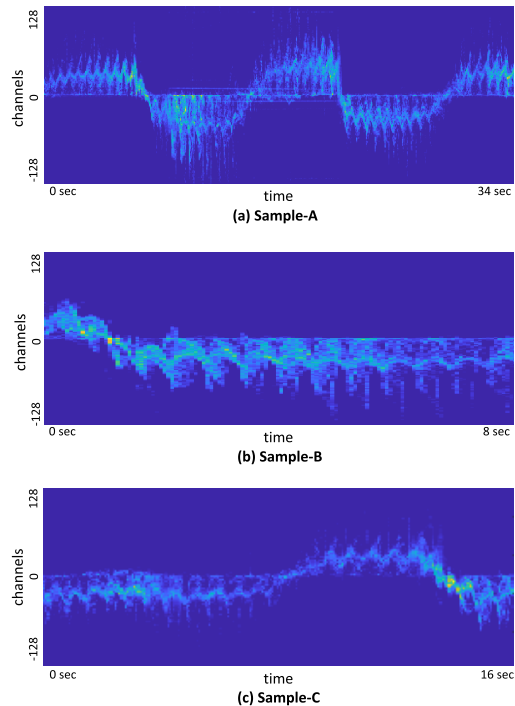 128
channels
0
-128
0 sec
time
34 sec
(a) Sample-A
128
channels
0
-128
0 sec
time
8 sec
(b) Sample-B
128
channels
0
-128
0 sec
time
16 sec
(c) Sample-C